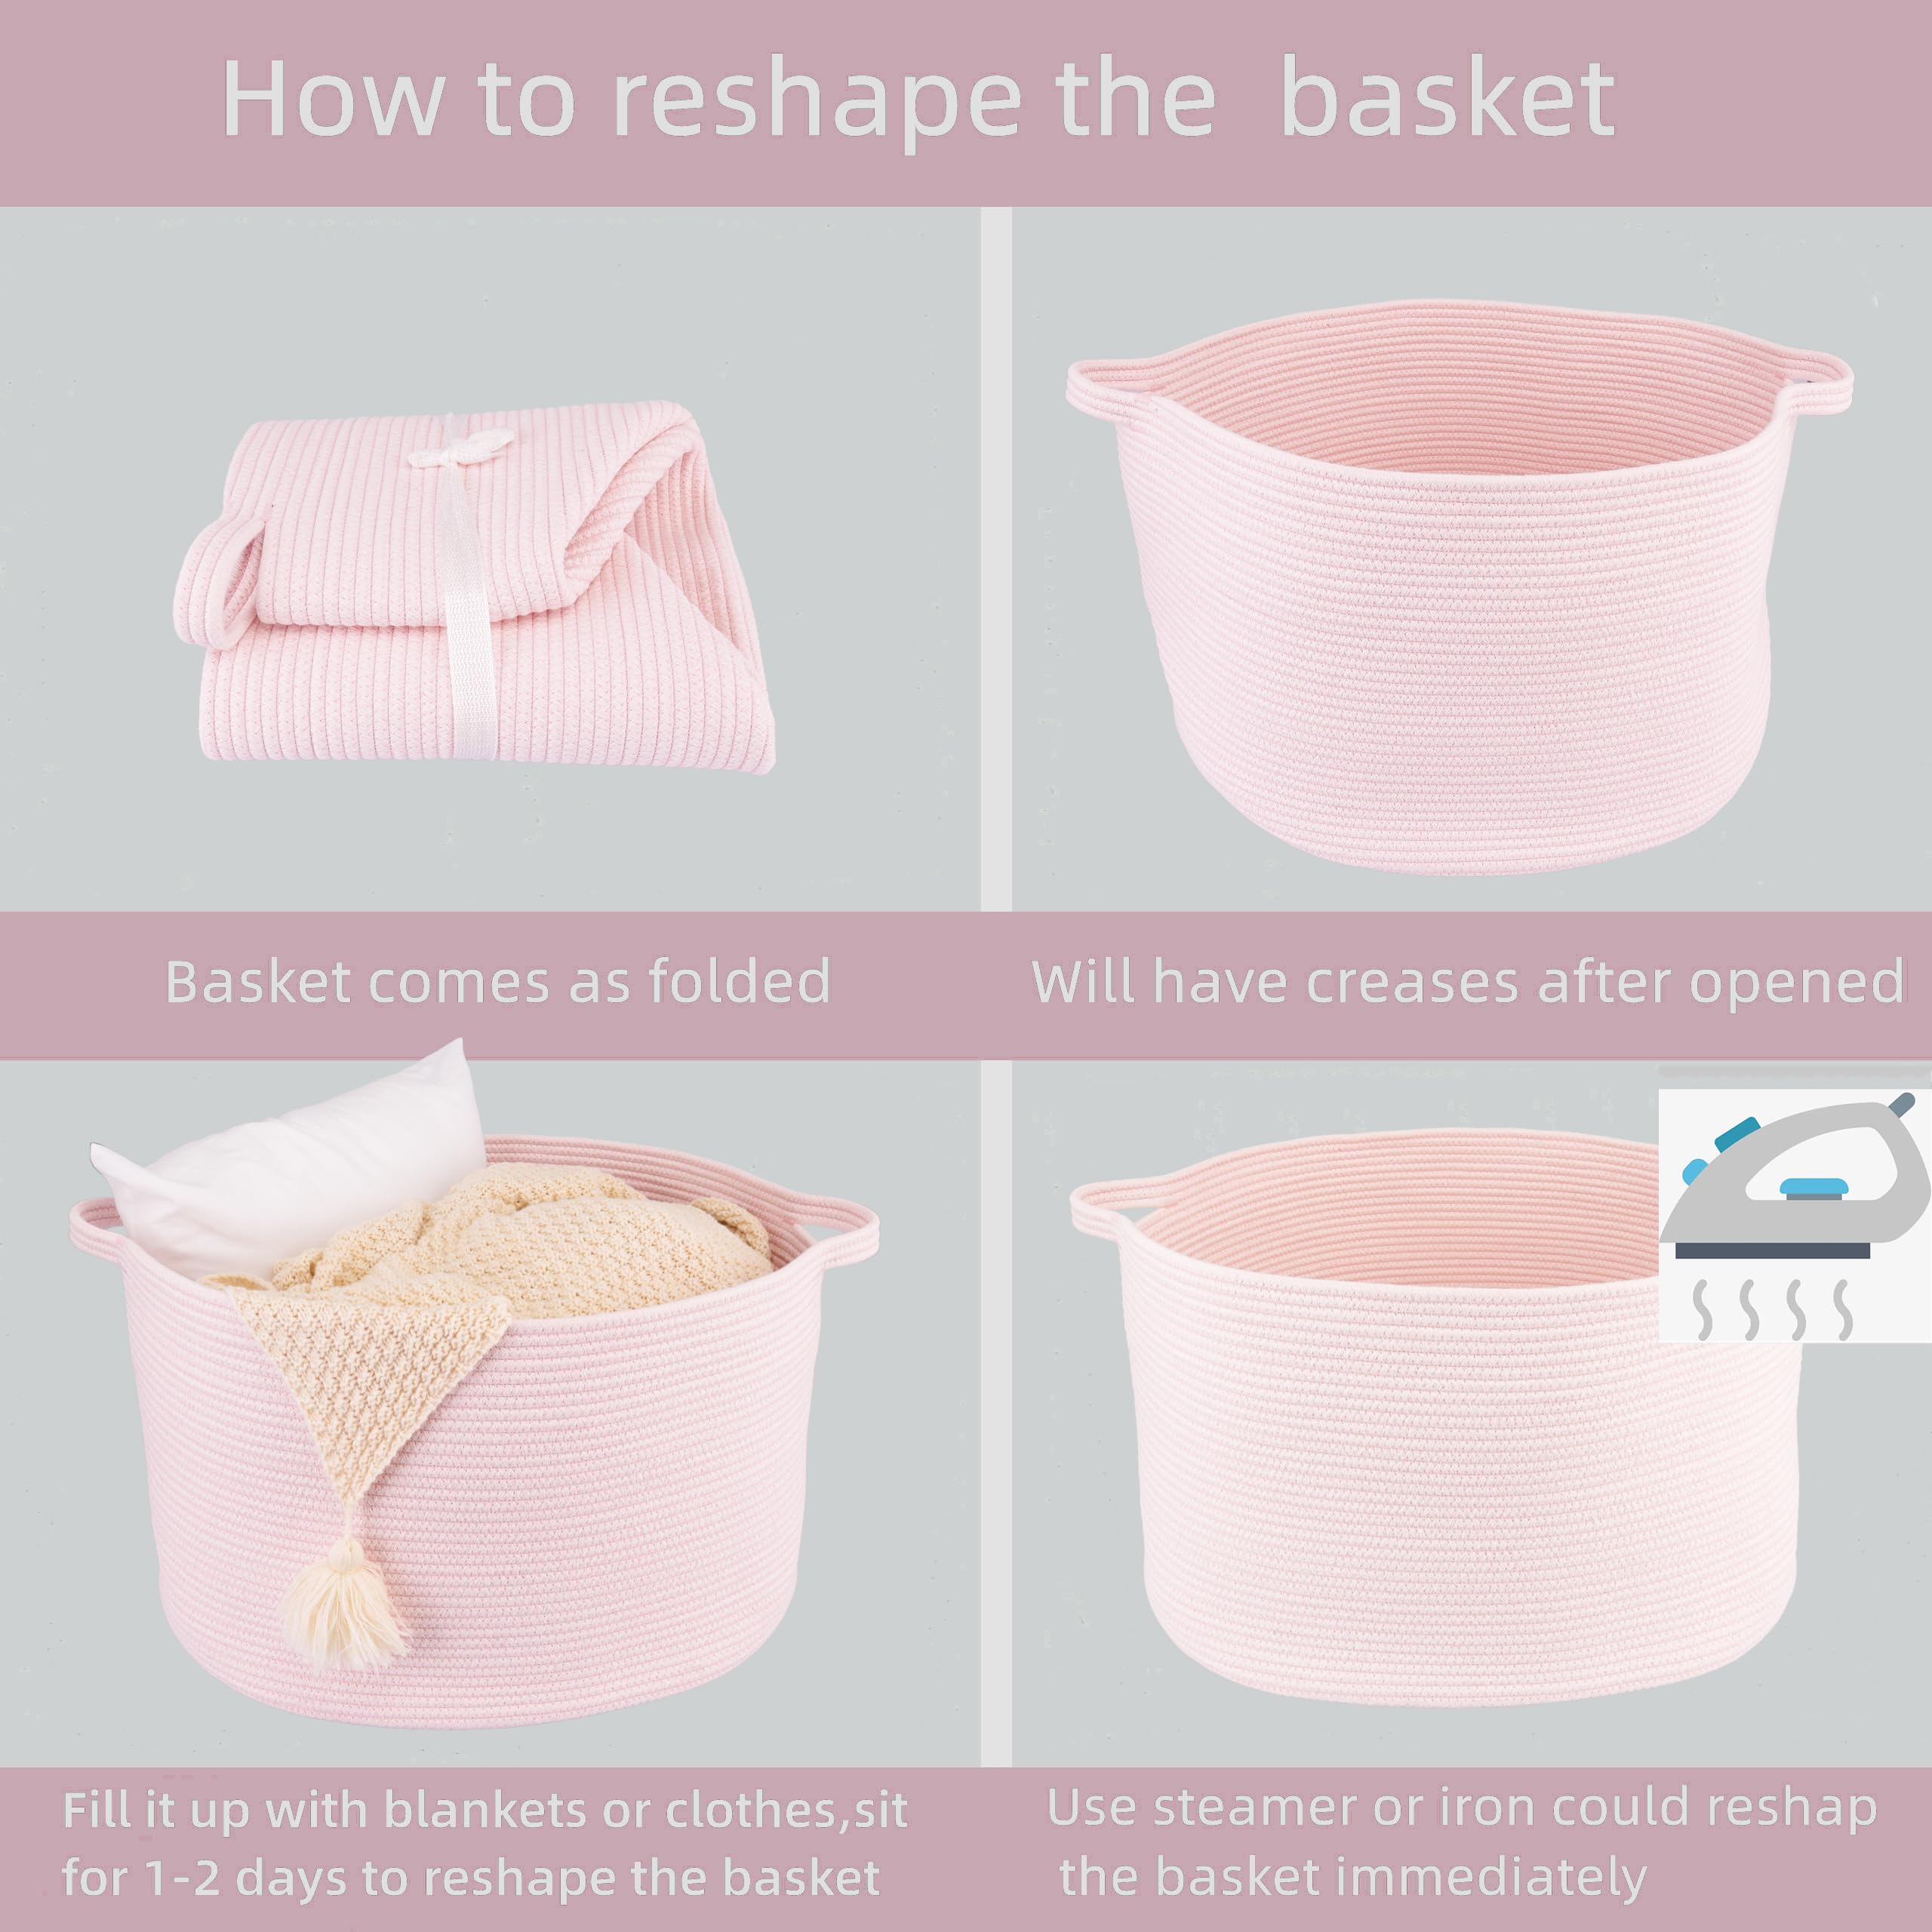 How to reshape the basket
Basket comes as folded
Will have creases after opened
Fill it up with blankets or clothes,sit
for 1-2 days to reshape the basket
Use steamer or iron could reshap
the basket immediately